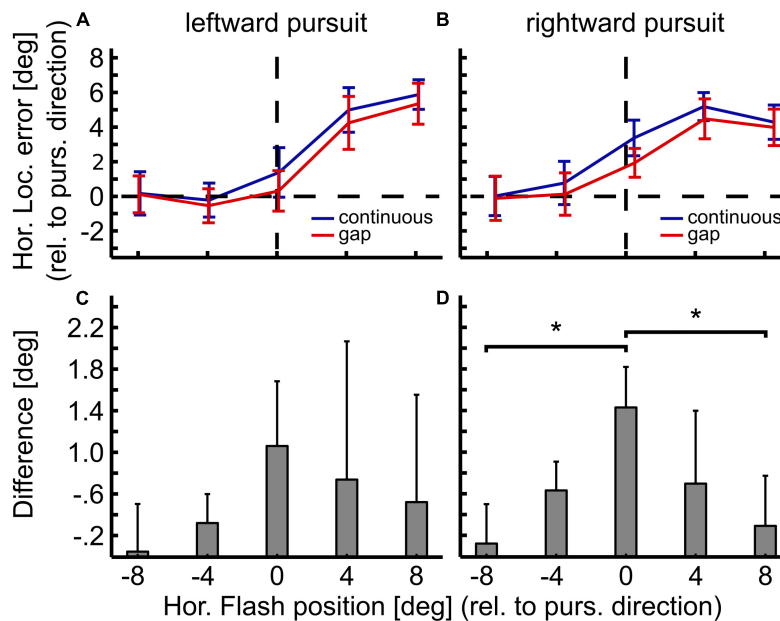 A leftward pursuit
B rightward pursuit
Hor. Loc. error [deg]
(rel. to purs. direction)
8
6
4
2
0
-2
continuous
gap
continuous
gap
C
D
Difference [deg]
2.2
1.8
1.4
1.0
-.6
-.2
*
*
-8 -4 0 4 8
-8 -4 0 4 8
Hor. Flash position [deg] (rel. to purs. direction)